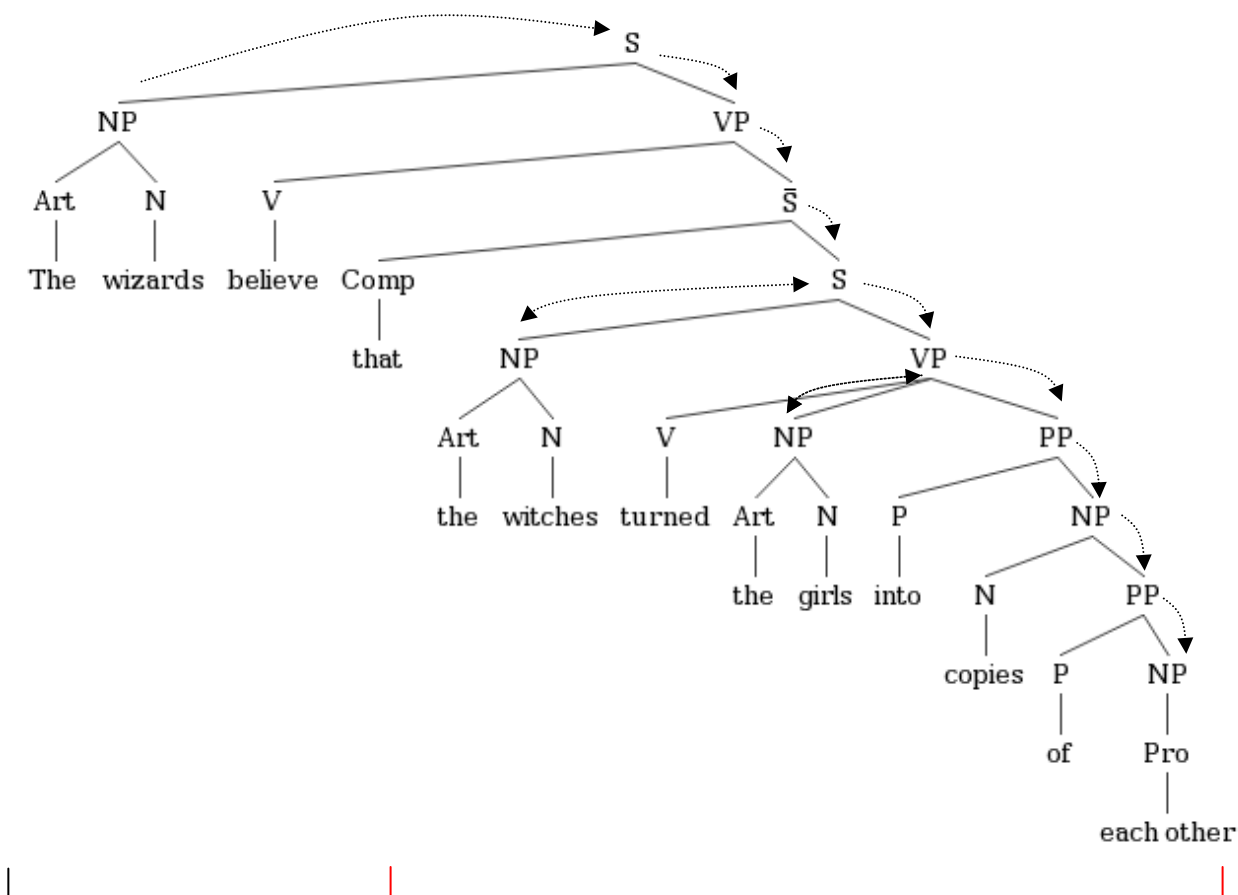 S
NP VP
Art N V S̄
The wizards believe Comp S
that NP VP
Art N V NP PP
the witches turned Art N P NP
the girls into N PP
copies P NP
of Pro
each other